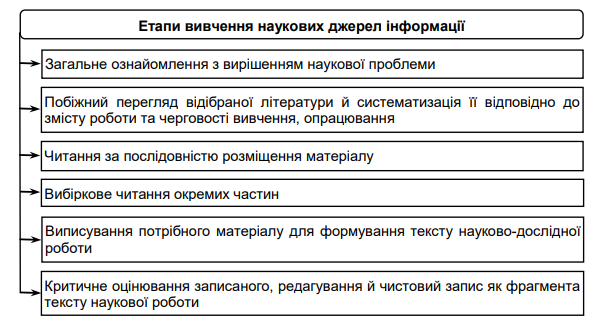 Етапи вивчення наукових джерел інформації
Загальне ознайомлення з вирішенням наукової проблеми
Побіжний перегляд відібраної літератури й систематизація її відповідно до
змісту роботи та черговості вивчення, опрацювання
Читання за послідовністю розміщення матеріалу
Вибіркове читання окремих частин
Виписування потрібного матеріалу для формування тексту науково-дослідної
роботи
Критичне оцінювання записаного, редагування й чистовий запис як фрагмента
тексту наукової роботи